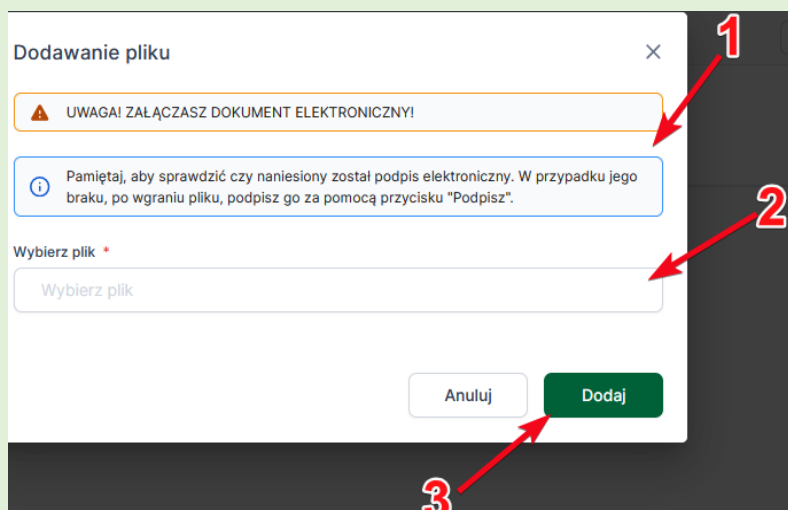 1
Dodawanie pliku
UWAGA! ZAŁĄCZASZ DOKUMENT ELEKTRONICZNY!
Pamiętaj, aby sprawdzić czy naniesiony został podpis elektroniczny. W przypadku jego
braku, po wgraniu pliku, podpisz go za pomocą przycisku "Podpisz".
2
Wybierz plik *
Wybierz plik
Anuluj
Dodaj
3